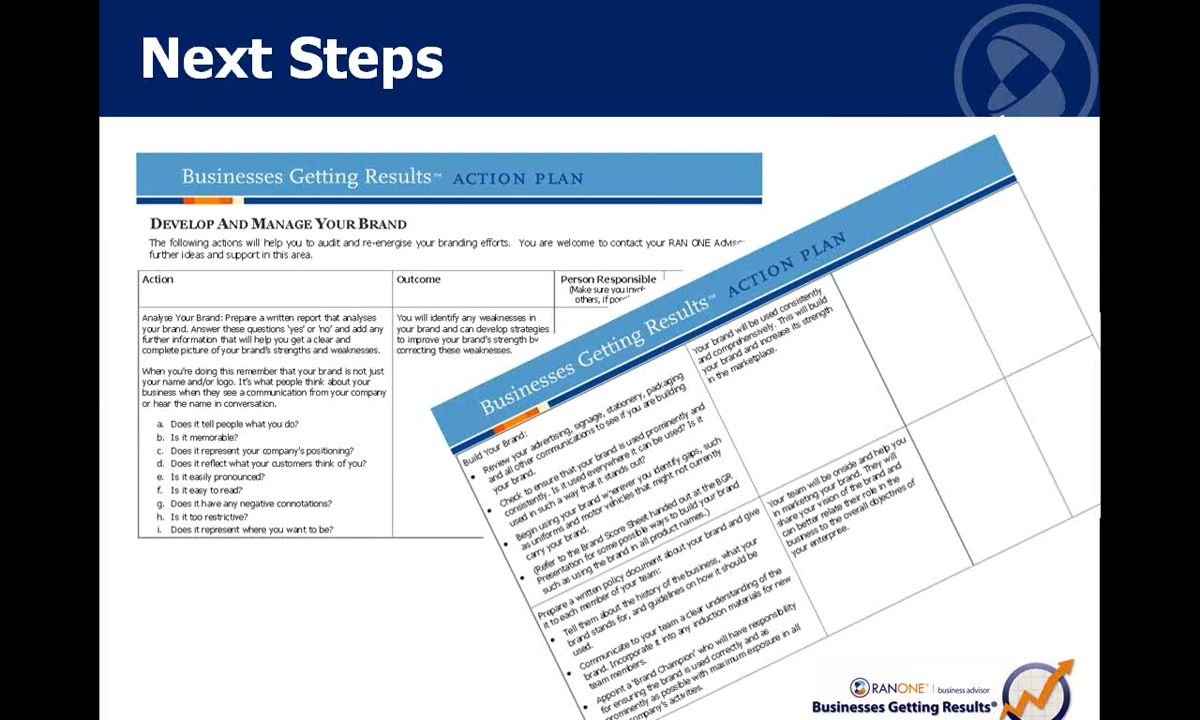 Next Steps
Businesses Getting Results™ ACTION PLAN
DEVELOP AND MANAGE YOUR BRAND
The following actions will help you to audit and re-energise your branding efforts. You are welcome to contact your RAN ONE
further ideas and support in this area.
Action
Outcome
Person Responsible
(Make sure you
others, if
Analyse Your Brand: Prepare a written report that analyses
your brand. Answer these questions 'yes' or 'no' and add any
further information that will help you get a clear and
complete picture of your brand's strengths and weaknesses.
When you're doing this remember that your brand is not just
your name and/or logo. It's what people think about your
business when they see a communication from your company
or hear the name in conversation.
a. Does it tell people what you do?
b. Is it memorable?
c. Does it represent your company's positioning?
d. Does it reflect what your customers think of you?
e. Is it easily pronounced?
f. Is it easy to read?
g. Does it have any negative connotations?
h. Is it too restrictive?
i. Does it represent where you want to be?
You will identify any weaknesses in
your brand and can develop strategies
to improve your brand's strength by
correcting these weaknesses.
Businesses Getting Results™ ACTION PLAN
Build Your Brand:
• Review your advertising, signage, stationery, packaging
and all other communications to see if you are building
your brand.
• Check to ensure that your brand is used prominently and
consistently. Is it used everywhere it can be used? Is it
used in such a way that it stands out?
• Begin using your brand wherever you identify gaps, such
as uniforms and motor vehicles that might not currently
carry your brand.
• (Refer to the Brand Score Sheet handed out at the BGR
Presentation for some possible ways to build your brand
such as using the brand in all product names.)
Your brand will be used consistently
and comprehensively. This will build
your brand and increase its strength
in the marketplace.
Prepare a written policy document about your brand and give
it to each member of your team:
• Tell them about the history of the business, what your
brand stands for, and guidelines on how it should be
used.
• Communicate to your team a clear understanding of the
brand. Incorporate it into any induction materials for new
team members.
• Appoint a 'Brand Champion' who will have responsibility
for ensuring the brand is used correctly and as
prominently as possible with maximum exposure in all
company's activities.
Your team will be onside and help you
in marketing your brand. They will
share your vision of the brand and
can better relate their role in the
business to the overall objectives of
your enterprise.
RANONE™ | business advisor
Businesses Getting Results®